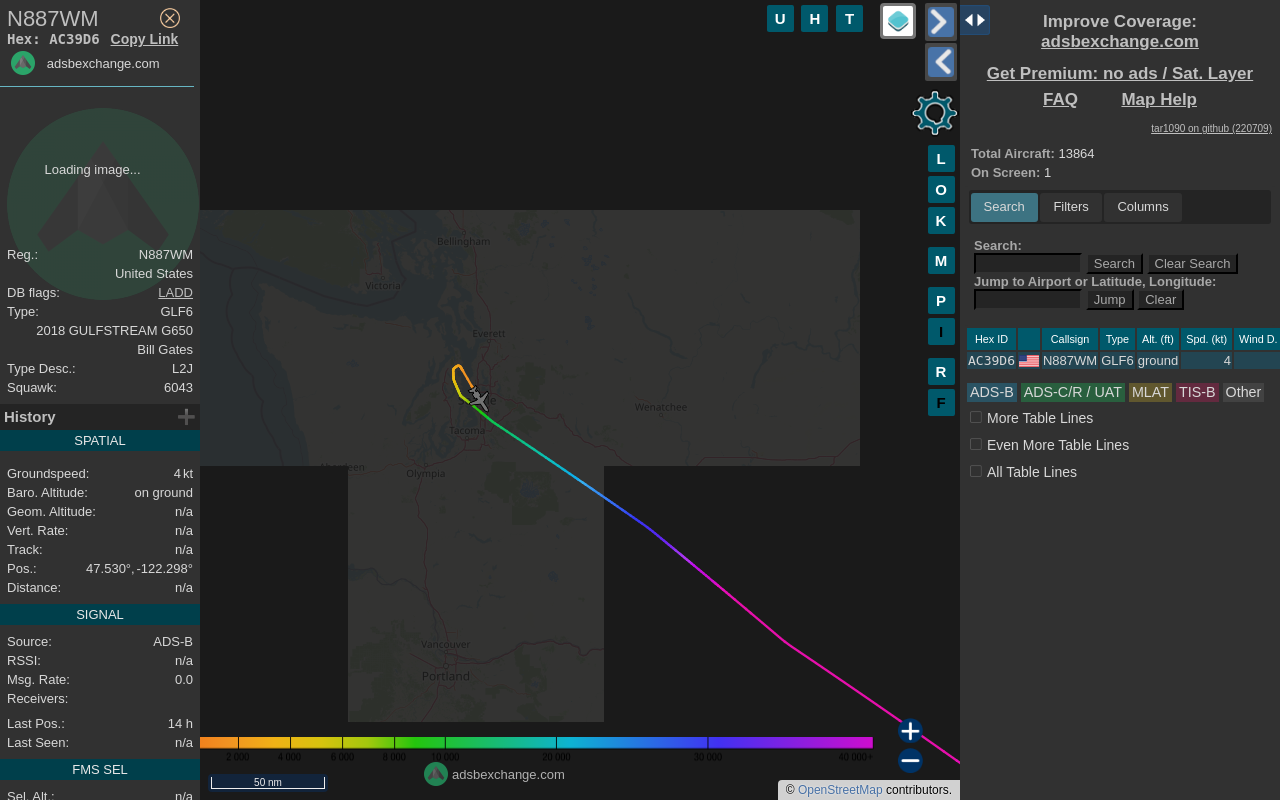 N887WM
Hex: AC39D6 Copy Link
adsbexchange.com
Loading image...
Reg.: N887WM
United States
DB flags: LADD
Type: GLF6
2018 GULFSTREAM G650
Bill Gates
Type Desc.: L2J
Squawk: 6043
History
SPATIAL
Groundspeed: 4 kt
Baro. Altitude: on ground
Geom. Altitude: n/a
Vert. Rate: n/a
Track: n/a
Pos.: 47.530°, -122.298°
Distance: n/a
SIGNAL
Source: ADS-B
RSSI: n/a
Msg. Rate: 0.0
Receivers:
Last Pos.: 14 h
Last Seen: n/a
FMS SEL
Sel. Alt.: n/a
U H T
L
O
K
M
P
I
R
F
Bellingham
Victoria
Everett
Wenatchee
Tacoma
Aberdeen
Olympia
Vancouver
Portland
2 000 4 000 6 000 8 000 10 000 20 000 30 000 40 000+
adsbexchange.com
50 nm
© OpenStreetMap contributors.
Improve Coverage:
adsbexchange.com
Get Premium: no ads / Sat. Layer
FAQ Map Help
tar1090 on github (220709)
Total Aircraft: 13864
On Screen: 1
Search Filters Columns
Search:
Search Clear Search
Jump to Airport or Latitude, Longitude:
Jump Clear
Hex ID Callsign Type Alt. (ft) Spd. (kt) Wind D.
AC39D6 N887WM GLF6 ground 4
ADS-B ADS-C/R / UAT MLAT TIS-B Other
More Table Lines
Even More Table Lines
All Table Lines